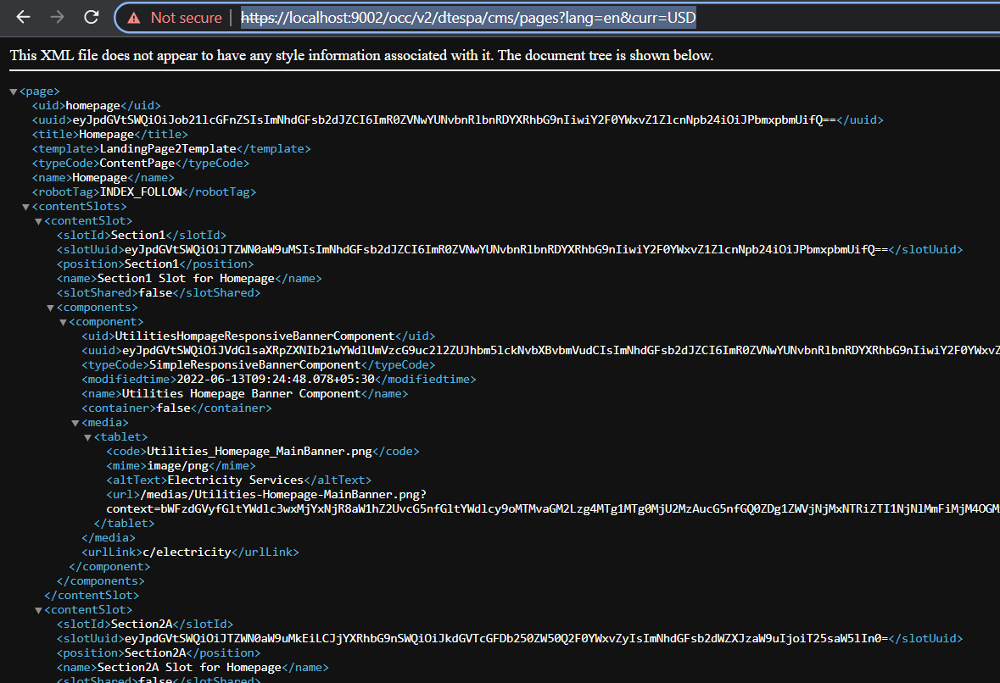 Not secure | https://localhost:9002/occ/v2/dtespa/cms/pages?lang=en&curr=USD
This XML file does not appear to have any style information associated with it. The document tree is shown below.
▼<page>
<uid>homepage</uid>
<uuid>eyJpdGVtSWQiOiJob21lcGFnZSIsImNhdGFsb2dJZCI6ImR0ZVNwYUNvbnRlbnRDYXRhbG9nIiwiY2F0YWxvZ1ZlcnNpb24iOiJPbmxpbmUifQ==</uuid>
<title>Homepage</title>
<template>LandingPage2Template</template>
<typeCode>ContentPage</typeCode>
<name>Homepage</name>
<robotTag>INDEX_FOLLOW</robotTag>
▼<contentSlots>
▼<contentSlot>
<slotId>Section1</slotId>
<slotUuid>eyJpdGVtSWQiOiJTZWN0aW9uMSIsImNhdGFsb2dJZCI6ImR0ZVNwYUNvbnRlbnRDYXRhbG9nIiwiY2F0YWxvZ1ZlcnNpb24iOiJPbmxpbmUifQ==</slotUuid>
<position>Section1</position>
<name>Section1 Slot for Homepage</name>
<slotShared>false</slotShared>
▼<components>
▼<component>
<uid>UtilitiesHompageResponsiveBannerComponent</uid>
<uuid>eyJpdGVtSWQiOiJVdGlsaXRpZXNIb21wYWdlUmVzcG9uc2l2ZUJhbm5lckNvbXBvbmVudCIsImNhdGFsb2dJZCI6ImR0ZVNwYUNvbnRlbnRDYXRhbG9nIiwiY2F0YWxvZ
<typeCode>SimpleResponsiveBannerComponent</typeCode>
<modifiedtime>2022-06-13T09:24:48.078+05:30</modifiedtime>
<name>Utilities Homepage Banner Component</name>
<container>false</container>
▼<media>
▼<tablet>
<code>Utilities_Homepage_MainBanner.png</code>
<mime>image/png</mime>
<altText>Electricity Services</altText>
<url>/medias/Utilities-Homepage-MainBanner.png?
context=bWFzdGVyfGltYWdlc3wxMjYxNjR8aW1hZ2UvcG5nfGltYWdlcy9oMTMvaGM2Lzg4MTg1MTg0MjU2MzAucG5nfGQ0ZDg1ZWVjNjMxNTRiZTI1NjNlMmFiMjM4OGM
</tablet>
</media>
<urlLink>c/electricity</urlLink>
</component>
</components>
</contentSlot>
▼<contentSlot>
<slotId>Section2A</slotId>
<slotUuid>eyJpdGVtSWQiOiJTZWN0aW9uMkEiLCJjYXRhbG9nSWQiOiJkdGVTcGFDb250ZW50Q2F0YWxvZyIsImNhdGFsb2dWZXJzaW9uIjoiT25saW5lIn0=</slotUuid>
<position>Section2A</position>
<name>Section2A Slot for Homepage</name>
<slotShared>false</slotShared>